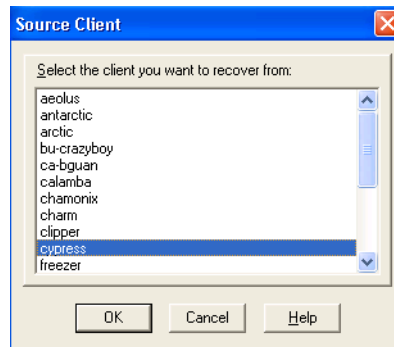 Source Client
Select the client you want to recover from:
aeolus
antarctic
arctic
bu-crazyboy
ca-bguan
calamba
chamonix
charm
clipper
cypress
freezer
OK Cancel Help